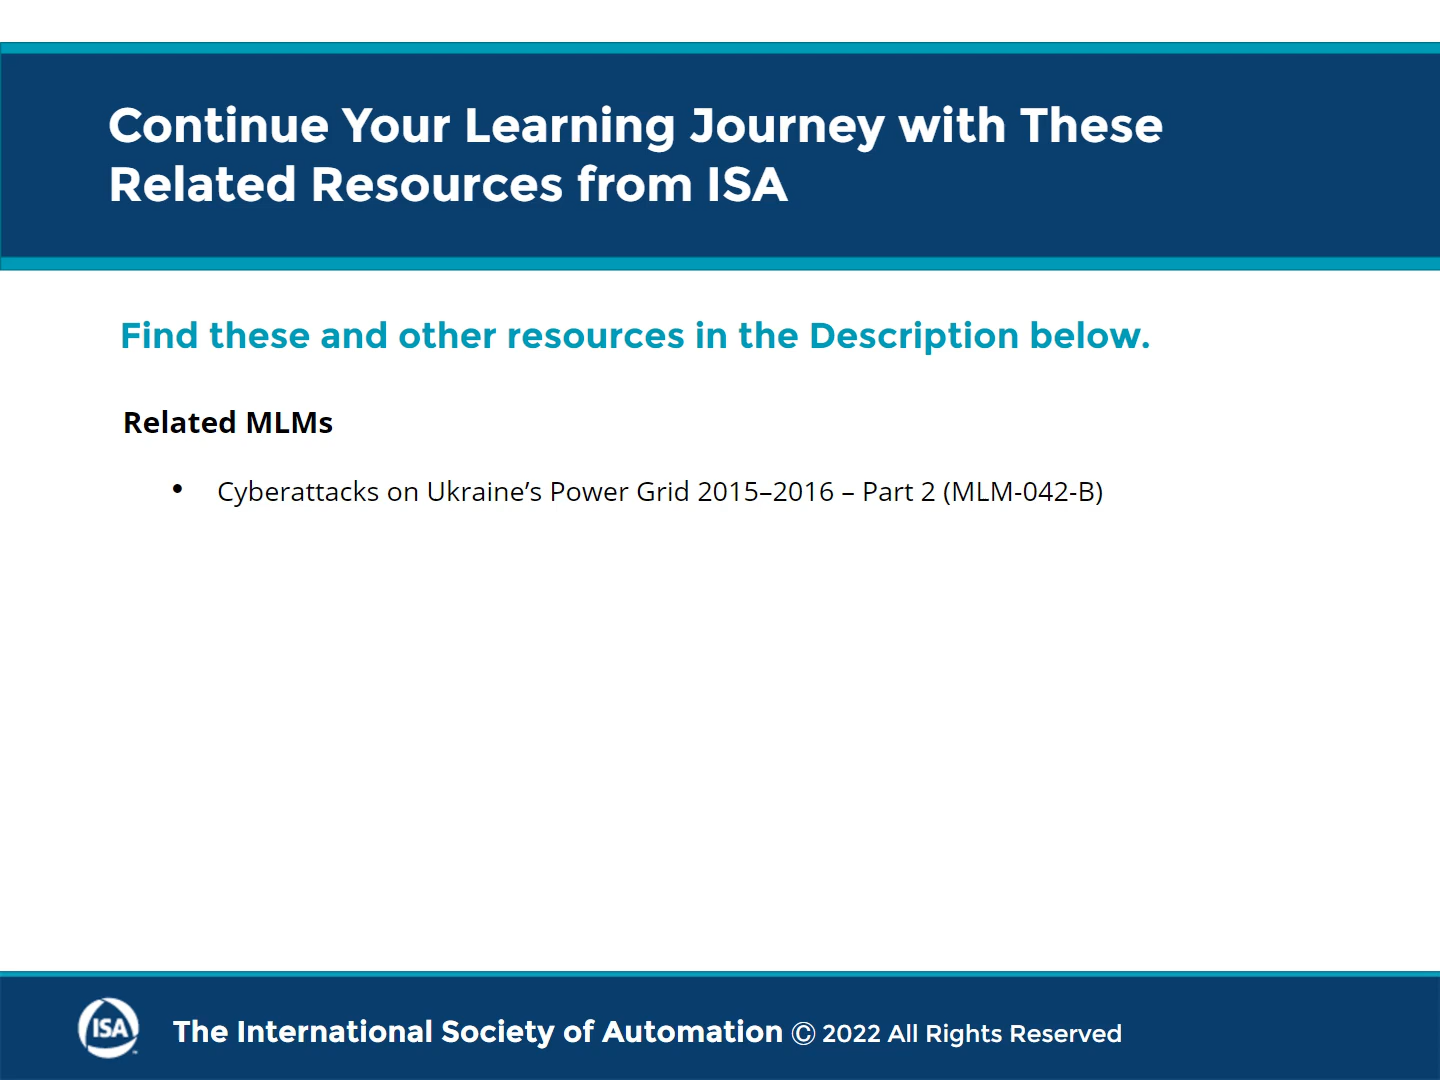 Continue Your Learning Journey with These
Related Resources from ISA
Find these and other resources in the Description below.
Related MLMs
• Cyberattacks on Ukraine’s Power Grid 2015–2016 – Part 2 (MLM-042-B)
ISA
The International Society of Automation © 2022 All Rights Reserved